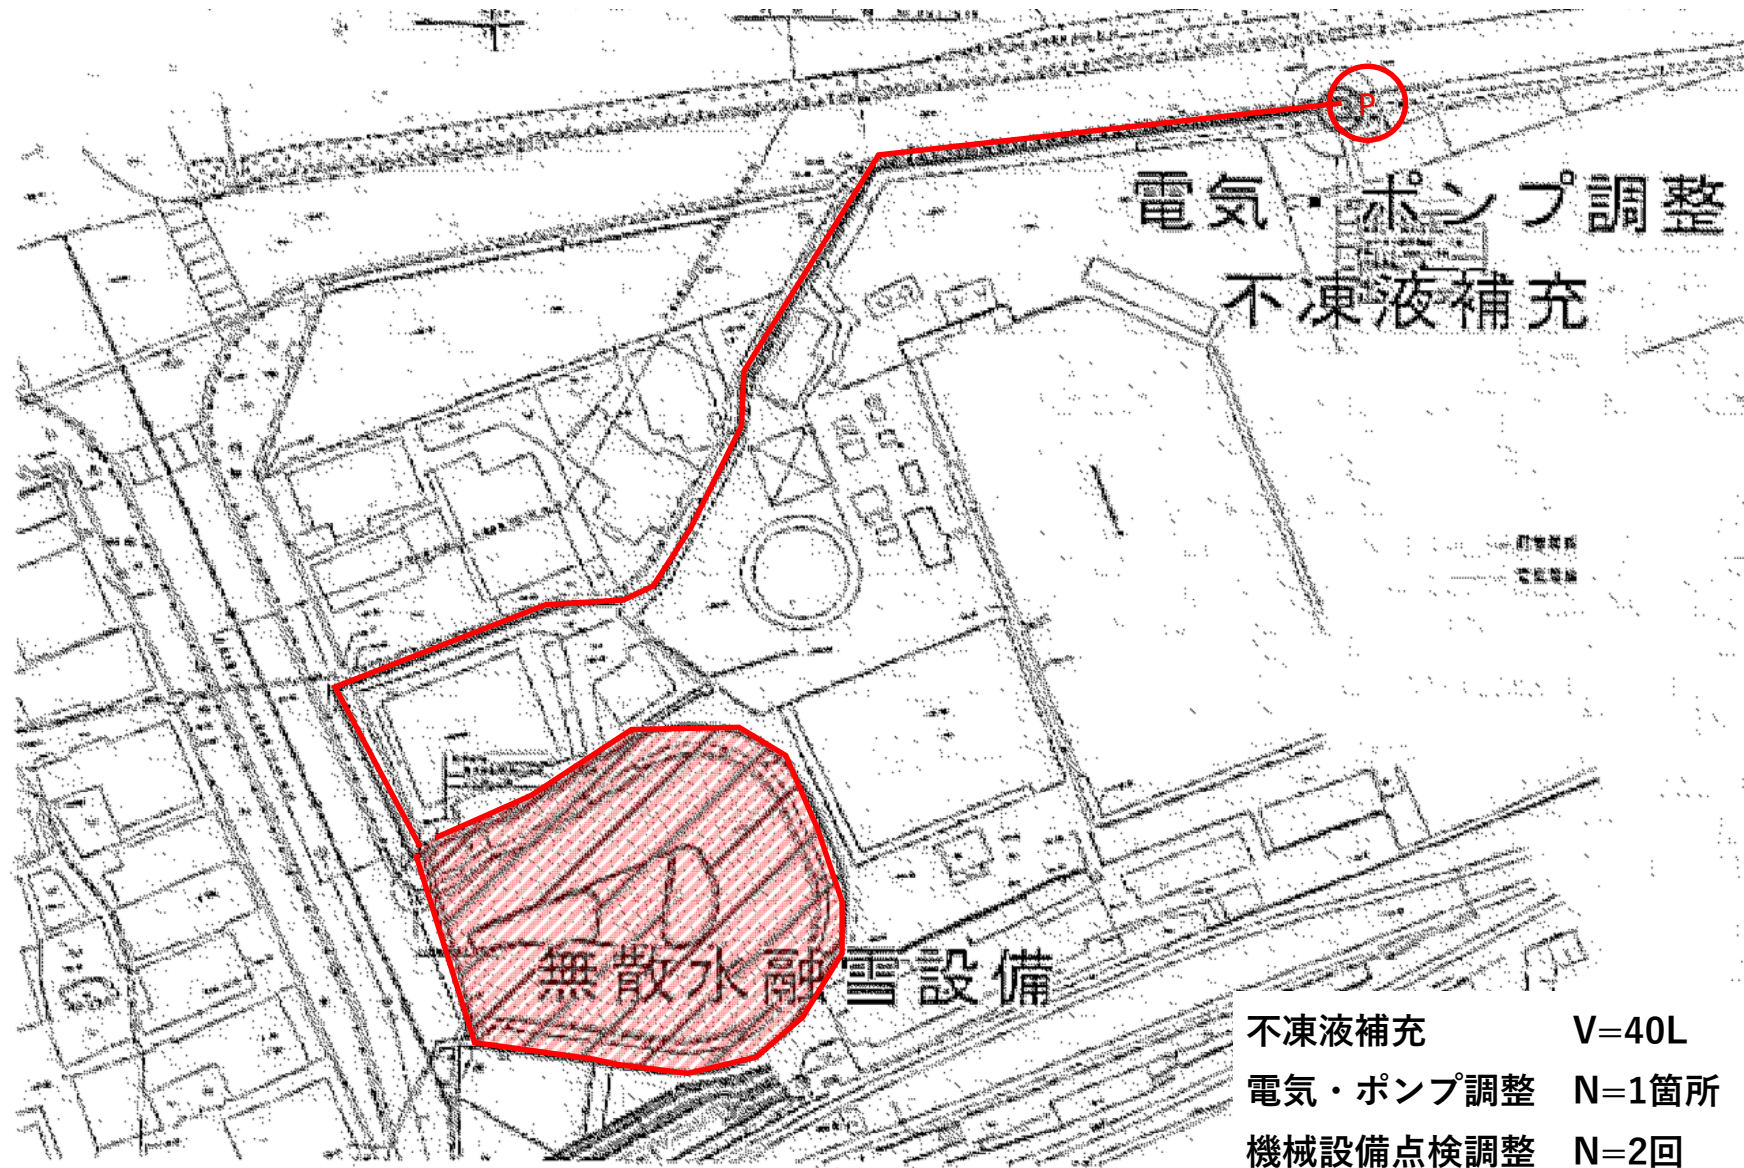 P
電気・ポンプ調整
不凍液補充
無散水融雪設備
不凍液補充 V=40L
電気・ポンプ調整 N=1箇所
機械設備点検調整 N=2回